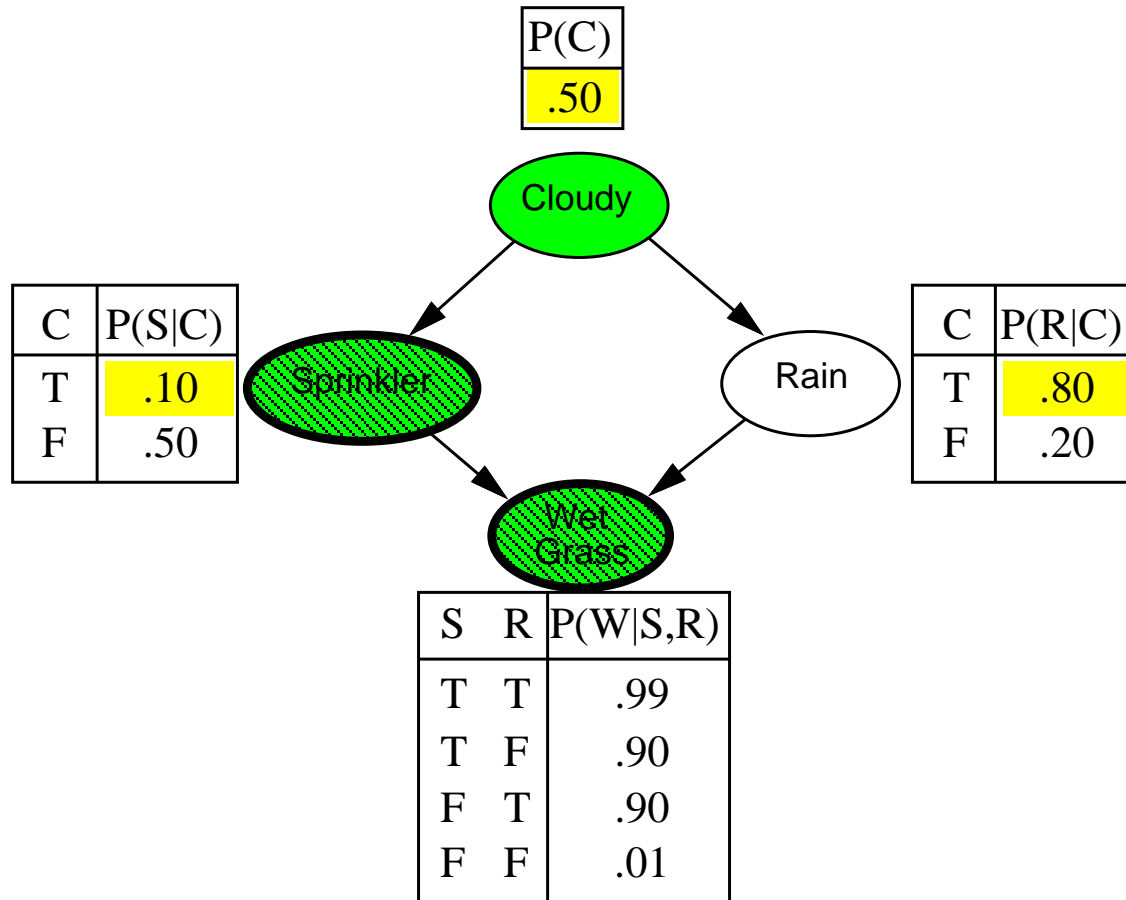 P(C)
.50
Cloudy
C P(S|C)
T .10
F .50
Sprinkler
Rain
C P(R|C)
T .80
F .20
Wet
Grass
S R P(W|S,R)
T T .99
T F .90
F T .90
F F .01